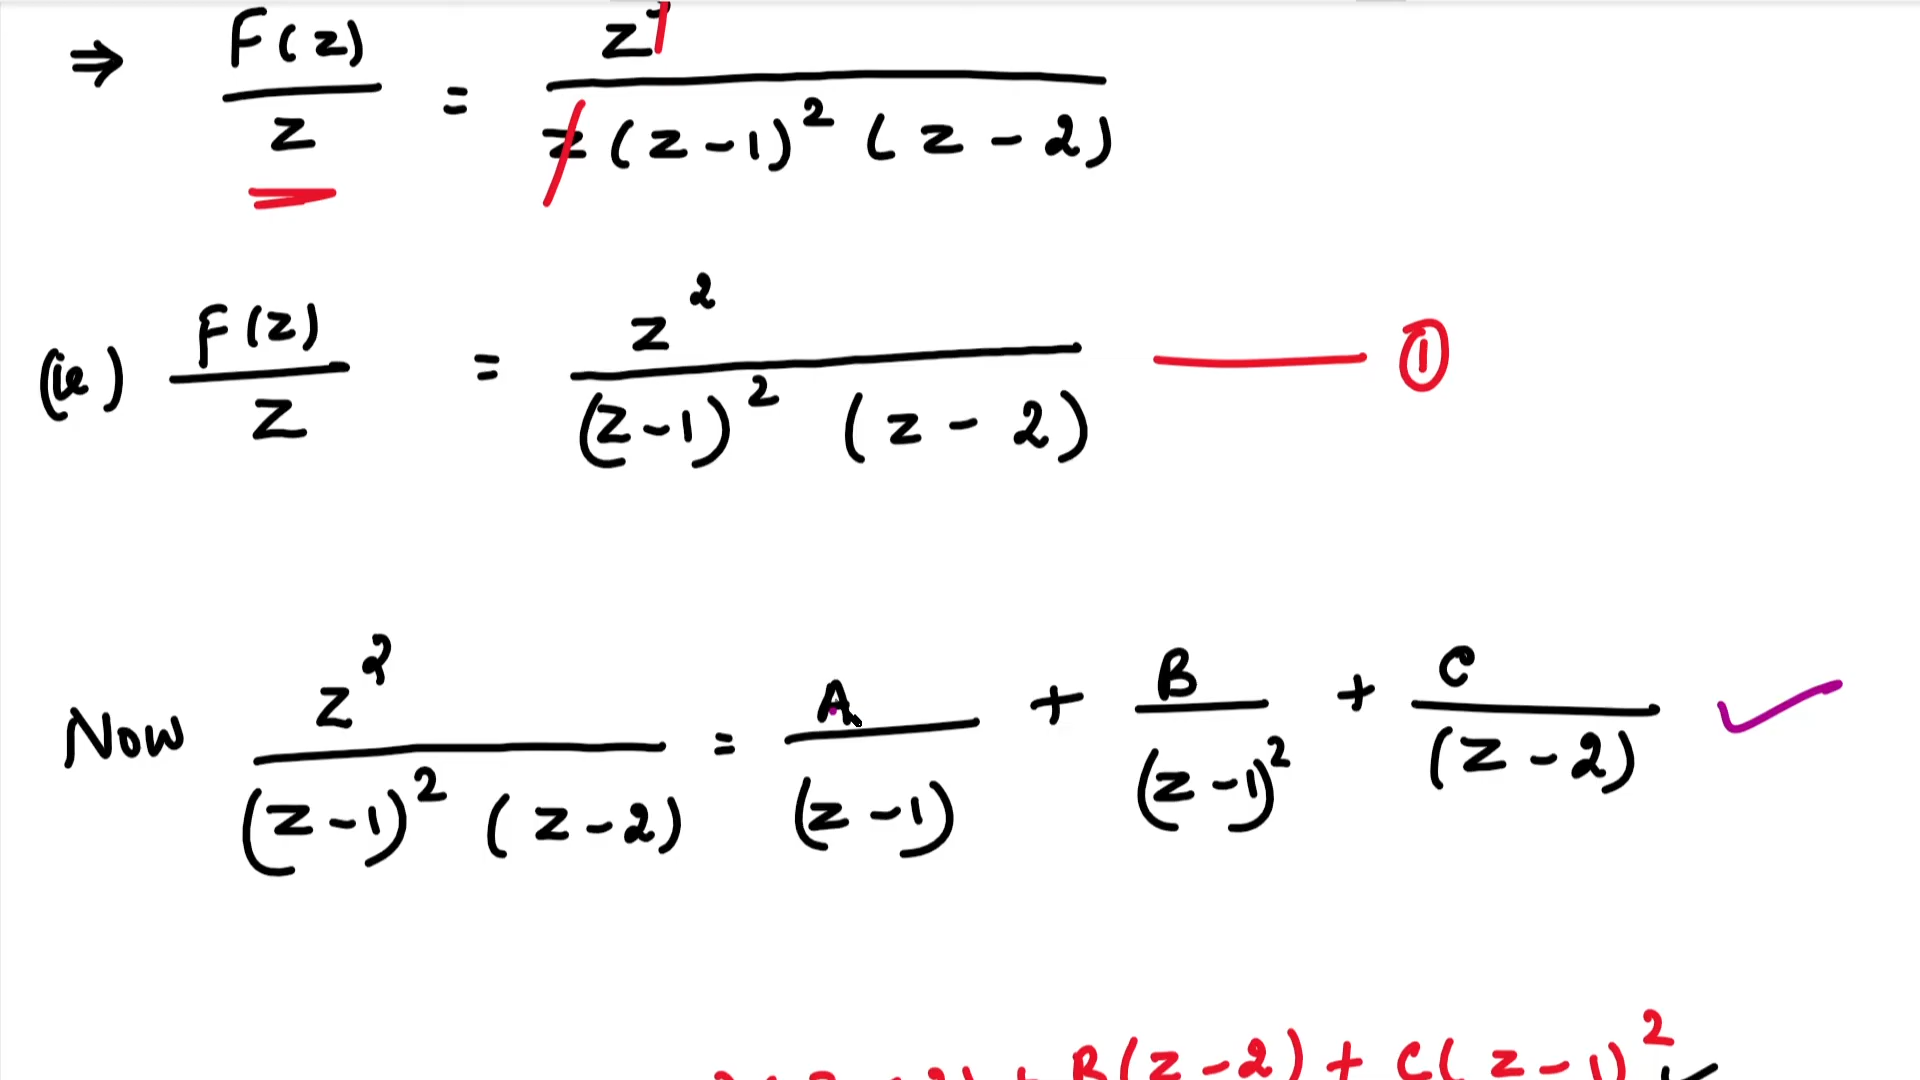 ⇒ F(z)/z = z³/z(z-1)²(z-2)
(ie) F(z)/z = z²/(z-1)²(z-2) —— ①
Now z²/(z-1)²(z-2) = A/(z-1) + B/(z-1)² + C/(z-2) ✓
+ B(z-2) + C(z-1)²